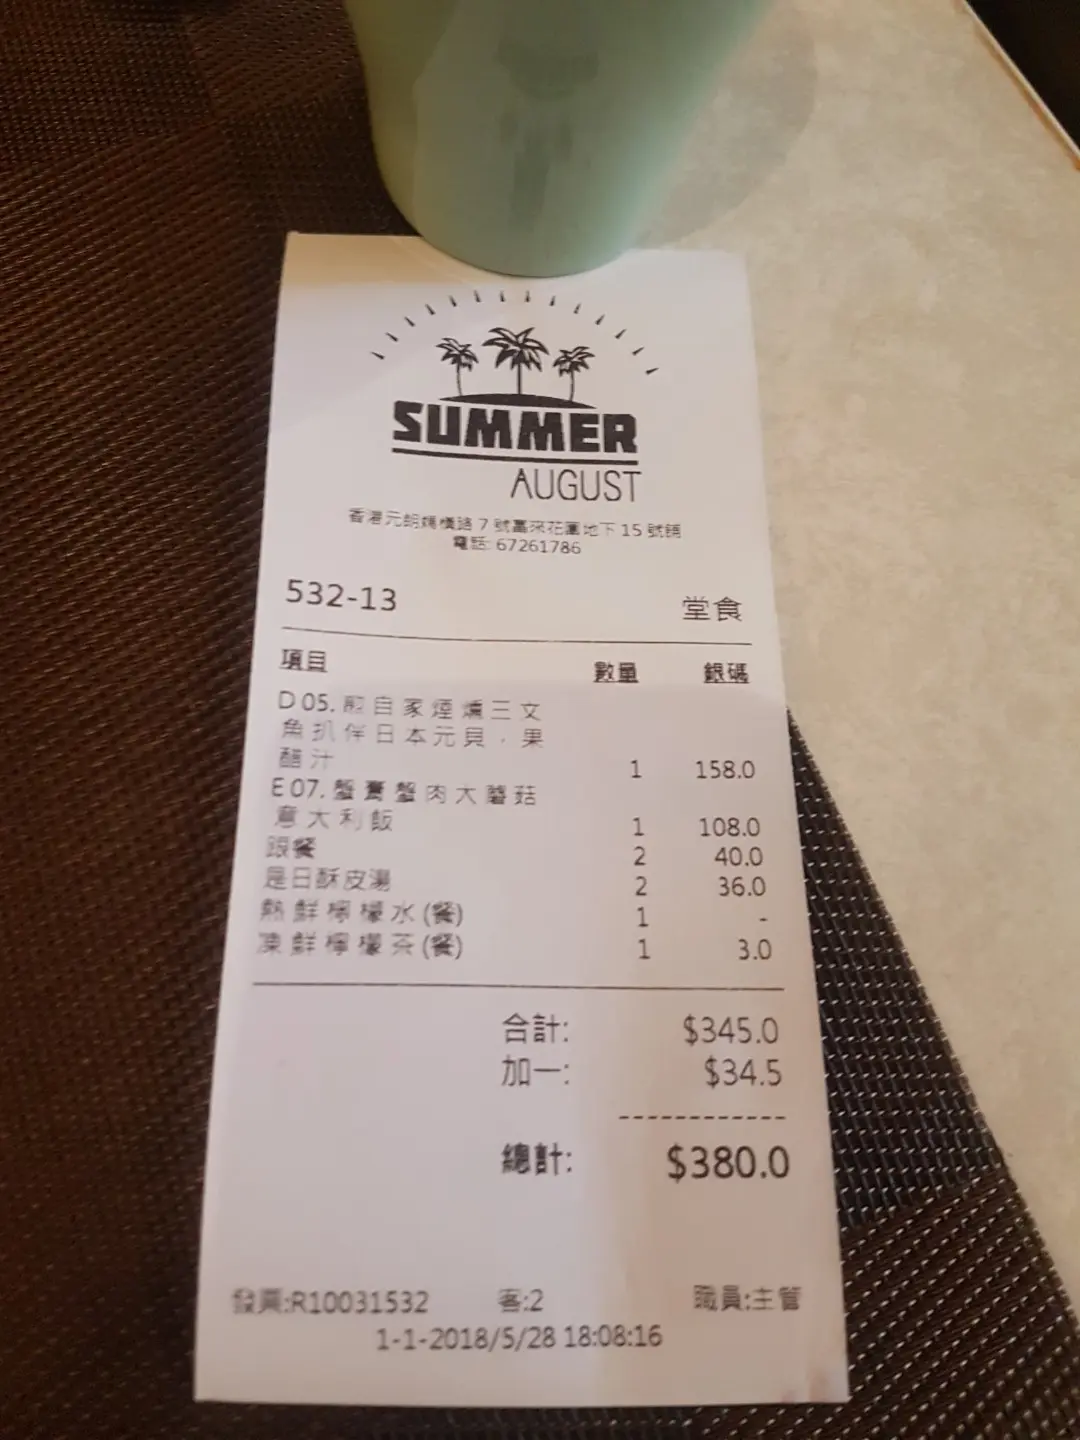 SUMMER
AUGUST
香港元朗媽橫路 7 號富來花園地下 15 號舖
電話: 67261786
532-13 堂食
項目 數量 銀碼
D 05. 煎自家煙燻三文
魚扒伴日本元貝，果
醋汁 1 158.0
E 07. 蟹膏蟹肉大蘑菇
意大利飯 1 108.0
跟餐 2 40.0
是日酥皮湯 2 36.0
熱鮮檸檬水 (餐) 1 -
凍鮮檸檬茶 (餐) 1 3.0
合計: $345.0
加一: $34.5
總計: $380.0
發票:R10031532 客:2 職員:主管
1-1-2018/5/28 18:08:16